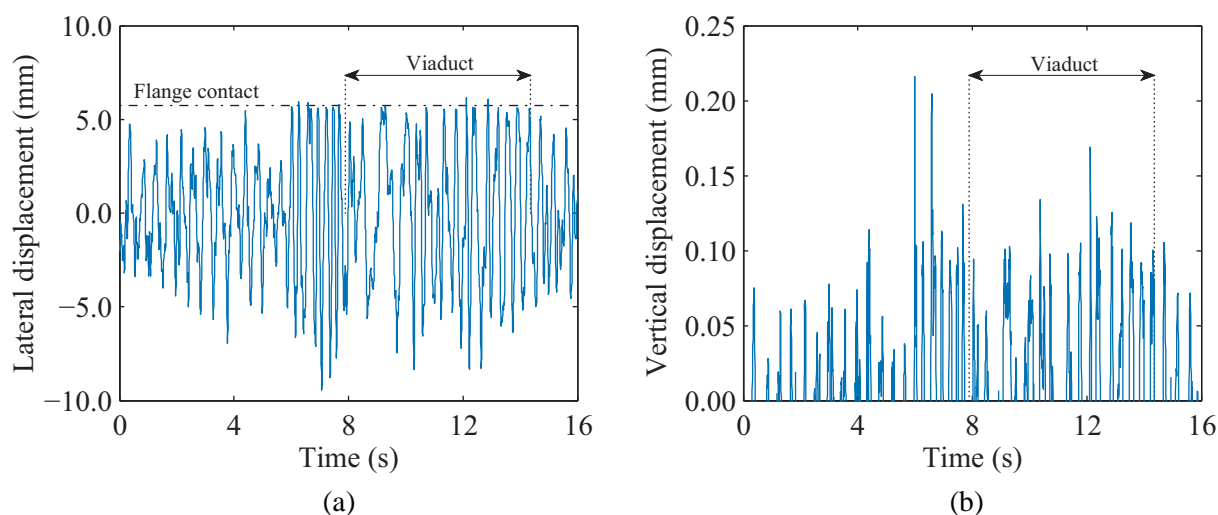 10.0
5.0
0.0
−5.0
−10.0
Lateral displacement (mm)
Flange contact
Viaduct
0 4 8 12 16
Time (s)
(a)
0.25
0.20
0.15
0.10
0.05
0.00
Vertical displacement (mm)
Viaduct
0 4 8 12 16
Time (s)
(b)